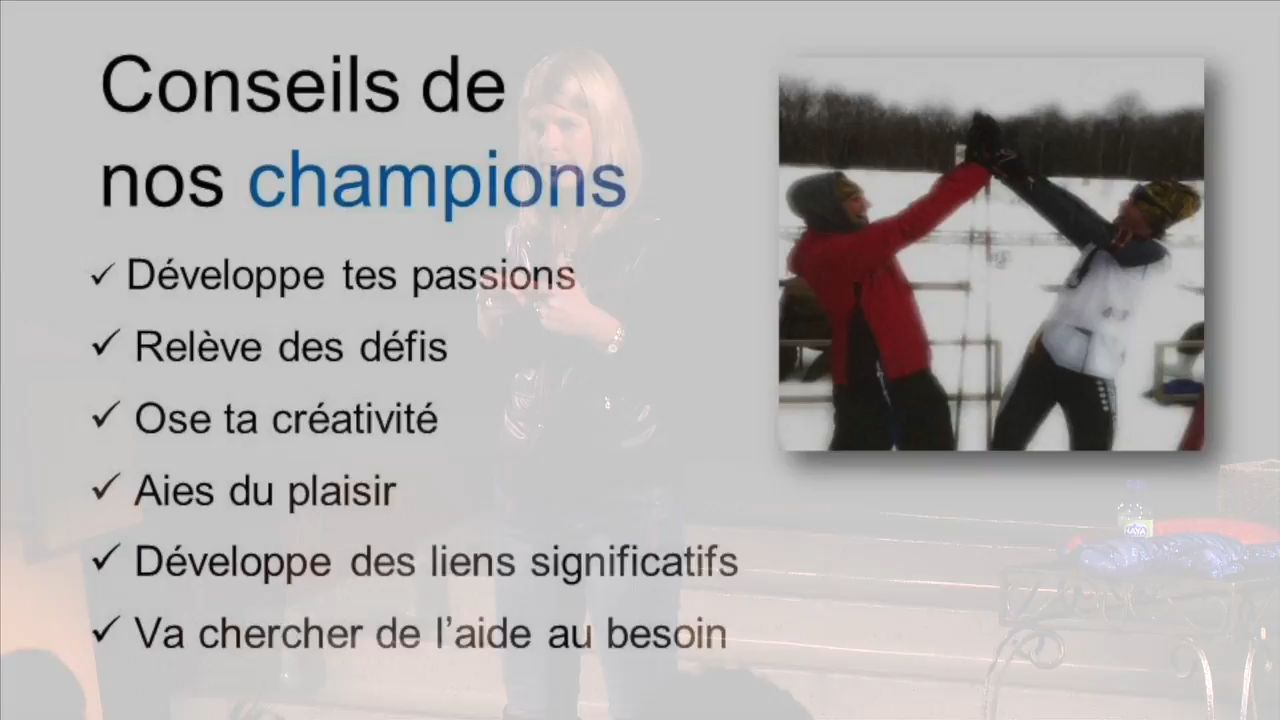 Conseils de
nos champions
✓ Développe tes passions
✓ Relève des défis
✓ Ose ta créativité
✓ Aies du plaisir
✓ Développe des liens significatifs
✓ Va chercher de l’aide au besoin